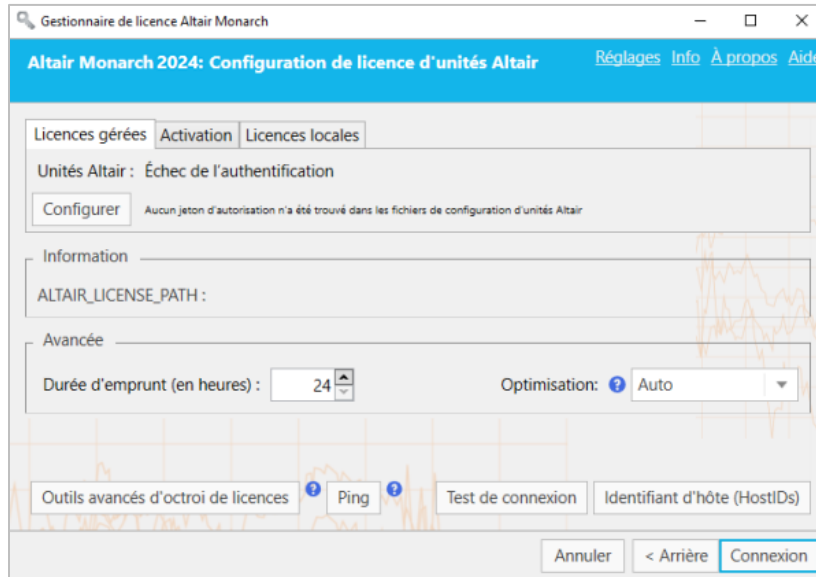 Gestionnaire de licence Altair Monarch
Altair Monarch 2024: Configuration de licence d'unités Altair
Réglages Info À propos Aide
Licences gérées Activation Licences locales
Unités Altair : Échec de l'authentification
Configurer Aucun jeton d'autorisation n'a été trouvé dans les fichiers de configuration d'unités Altair
Information
ALTAIR_LICENSE_PATH :
Avancée
Durée d'emprunt (en heures) : 24 Optimisation: ? Auto
Outils avancés d'octroi de licences ? Ping ? Test de connexion Identifiant d'hôte (HostIDs)
Annuler < Arrière Connexion